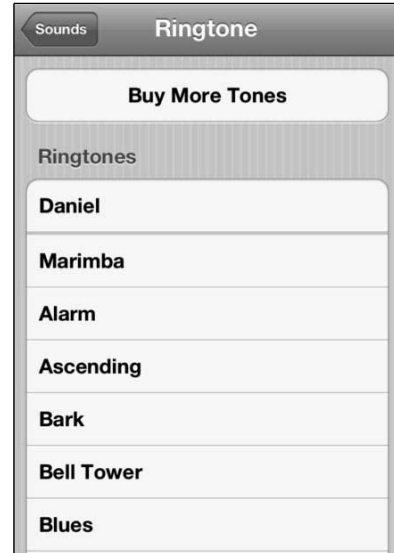 Sounds
Ringtone
Buy More Tones
Ringtones
Daniel
Marimba
Alarm
Ascending
Bark
Bell Tower
Blues